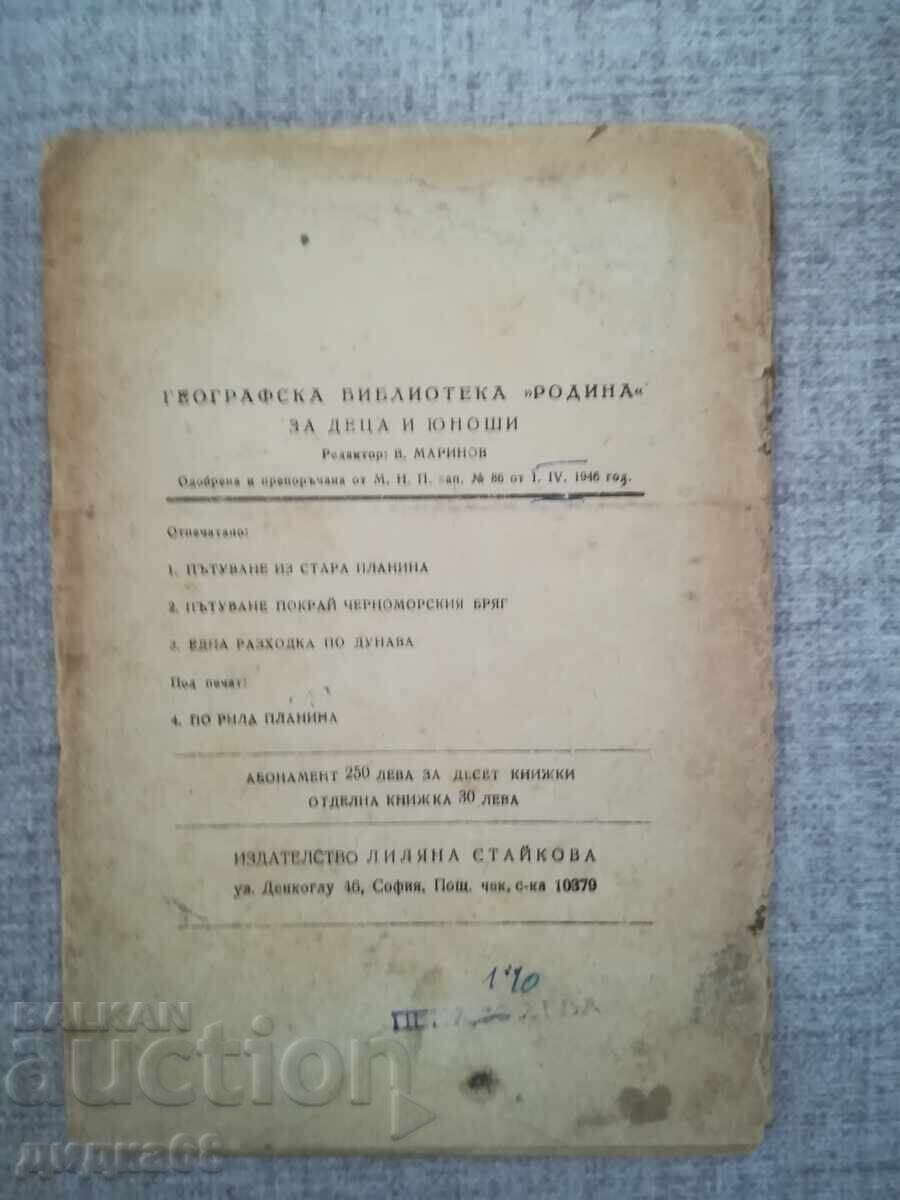 ГЕОГРАФСКА БИБЛИОТЕКА »РОДИНА«
ЗА ДЕЦА И ЮНОШИ
Редактор: В. МАРИНОВ
Одобрена и препоръчана от М. Н. П. зап. № 86 от 1. IV. 1946 год.
Отпечатано:
1. ПЪТУВАНЕ ИЗ СТАРА ПЛАНИНА
2. ПЪТУВАНЕ ПОКРАЙ ЧЕРНОМОРСКИЯ БРЯГ
3. ЕДНА РАЗХОДКА ПО ДУНАВА
Под печат:
4. ПО РИЛА ПЛАНИНА
АБОНАМЕНТ 250 ЛЕВА ЗА ДЕСЕТ КНИЖКИ
ОТДЕЛНА КНИЖКА 30 ЛЕВА
ИЗДАТЕЛСТВО ЛИЛЯНА СТАЙКОВА
ул. Денкоглу 46, София, Пощ. чек. с-ка 10379
BALKAN
auction
дидка68